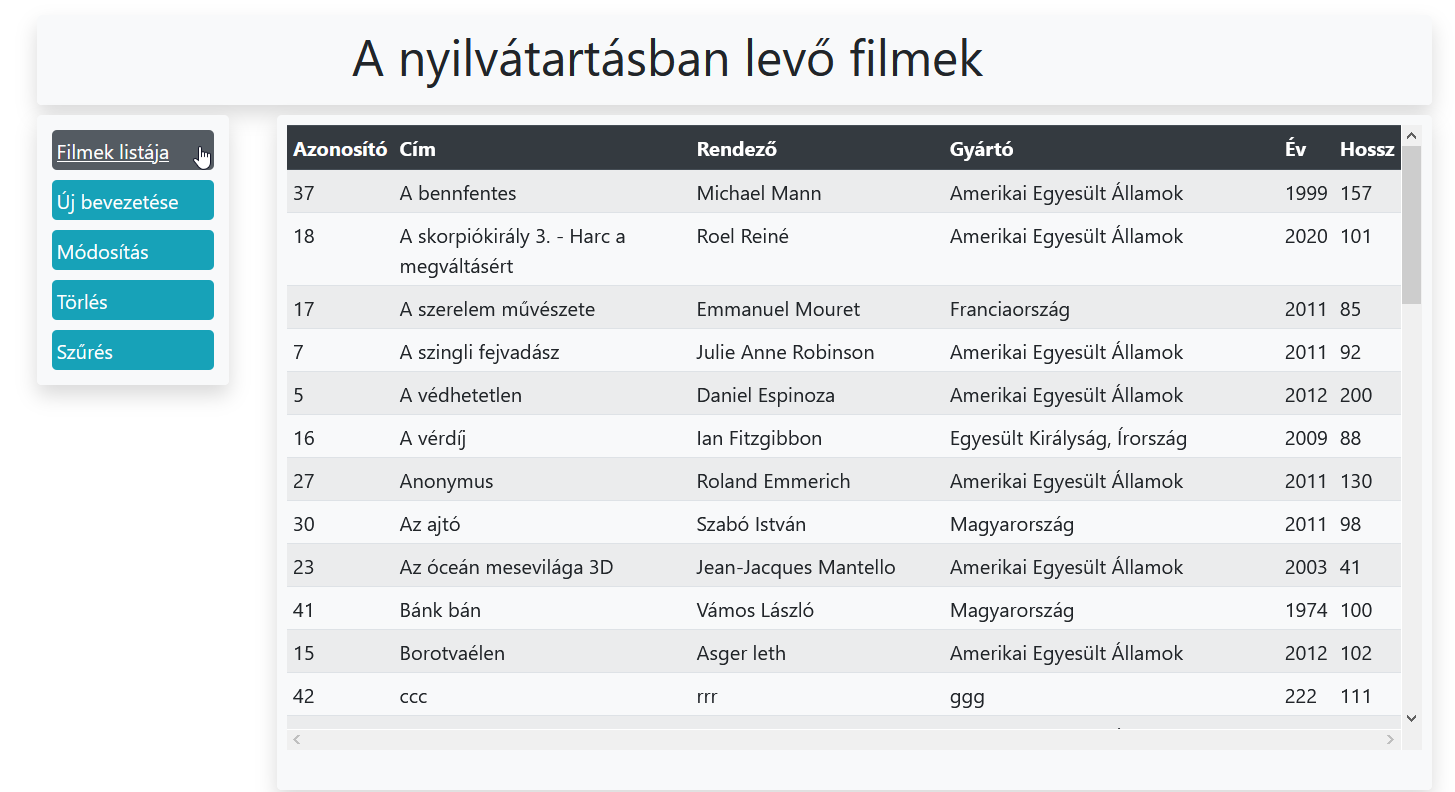 A nyilvátartásban levő filmek
Filmek listája
Új bevezetése
Módosítás
Törlés
Szűrés
Azonosító Cím Rendező Gyártó Év Hossz
37 A bennfentes Michael Mann Amerikai Egyesült Államok 1999 157
18 A skorpiókirály 3. - Harc a Roel Reiné Amerikai Egyesült Államok 2020 101
megváltásért
17 A szerelem művészete Emmanuel Mouret Franciaország 2011 85
7 A szingli fejvadász Julie Anne Robinson Amerikai Egyesült Államok 2011 92
5 A védhetetlen Daniel Espinoza Amerikai Egyesült Államok 2012 200
16 A vérdíj Ian Fitzgibbon Egyesült Királyság, Írország 2009 88
27 Anonymus Roland Emmerich Amerikai Egyesült Államok 2011 130
30 Az ajtó Szabó István Magyarország 2011 98
23 Az óceán mesevilága 3D Jean-Jacques Mantello Amerikai Egyesült Államok 2003 41
41 Bánk bán Vámos László Magyarország 1974 100
15 Borotvaélen Asger leth Amerikai Egyesült Államok 2012 102
42 ccc rrr ggg 222 111